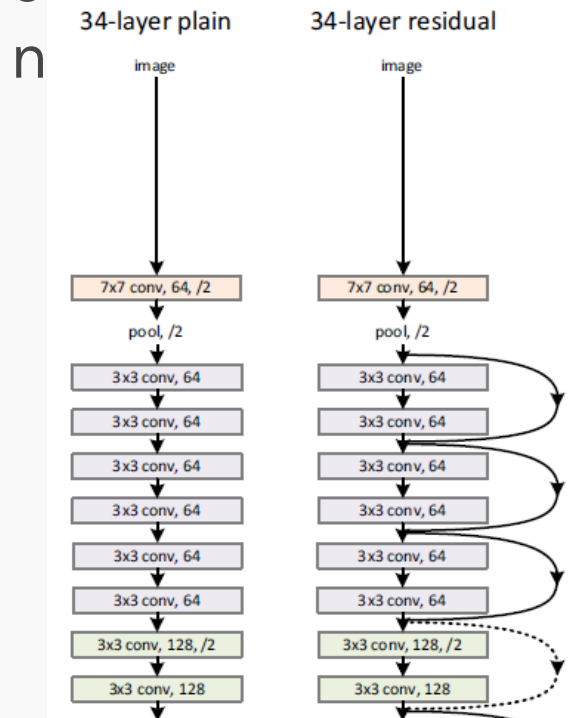 n
34-layer plain
34-layer residual
image
image
7x7 conv, 64, /2
7x7 conv, 64, /2
pool, /2
pool, /2
3x3 conv, 64
3x3 conv, 64
3x3 conv, 64
3x3 conv, 64
3x3 conv, 64
3x3 conv, 64
3x3 conv, 64
3x3 conv, 64
3x3 conv, 64
3x3 conv, 64
3x3 conv, 64
3x3 conv, 64
3x3 conv, 128, /2
3x3 conv, 128, /2
3x3 conv, 128
3x3 conv, 128